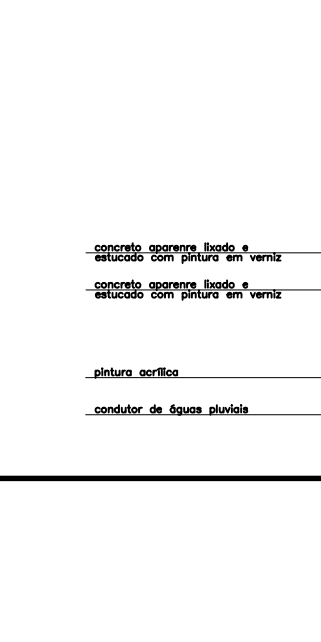 concreto aparenre lixado e
estucado com pintura em verniz
concreto aparenre lixado e
estucado com pintura em verniz
pintura acrílica
condutor de águas pluviais